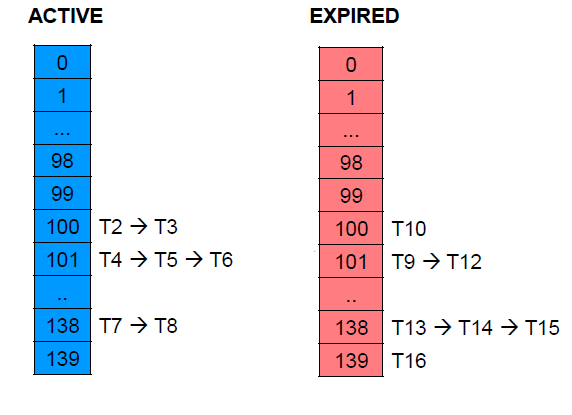 ACTIVE
0
1
...
98
99
100 T2 → T3
101 T4 → T5 → T6
..
138 T7 → T8
139
EXPIRED
0
1
...
98
99
100 T10
101 T9 → T12
..
138 T13 → T14 → T15
139 T16